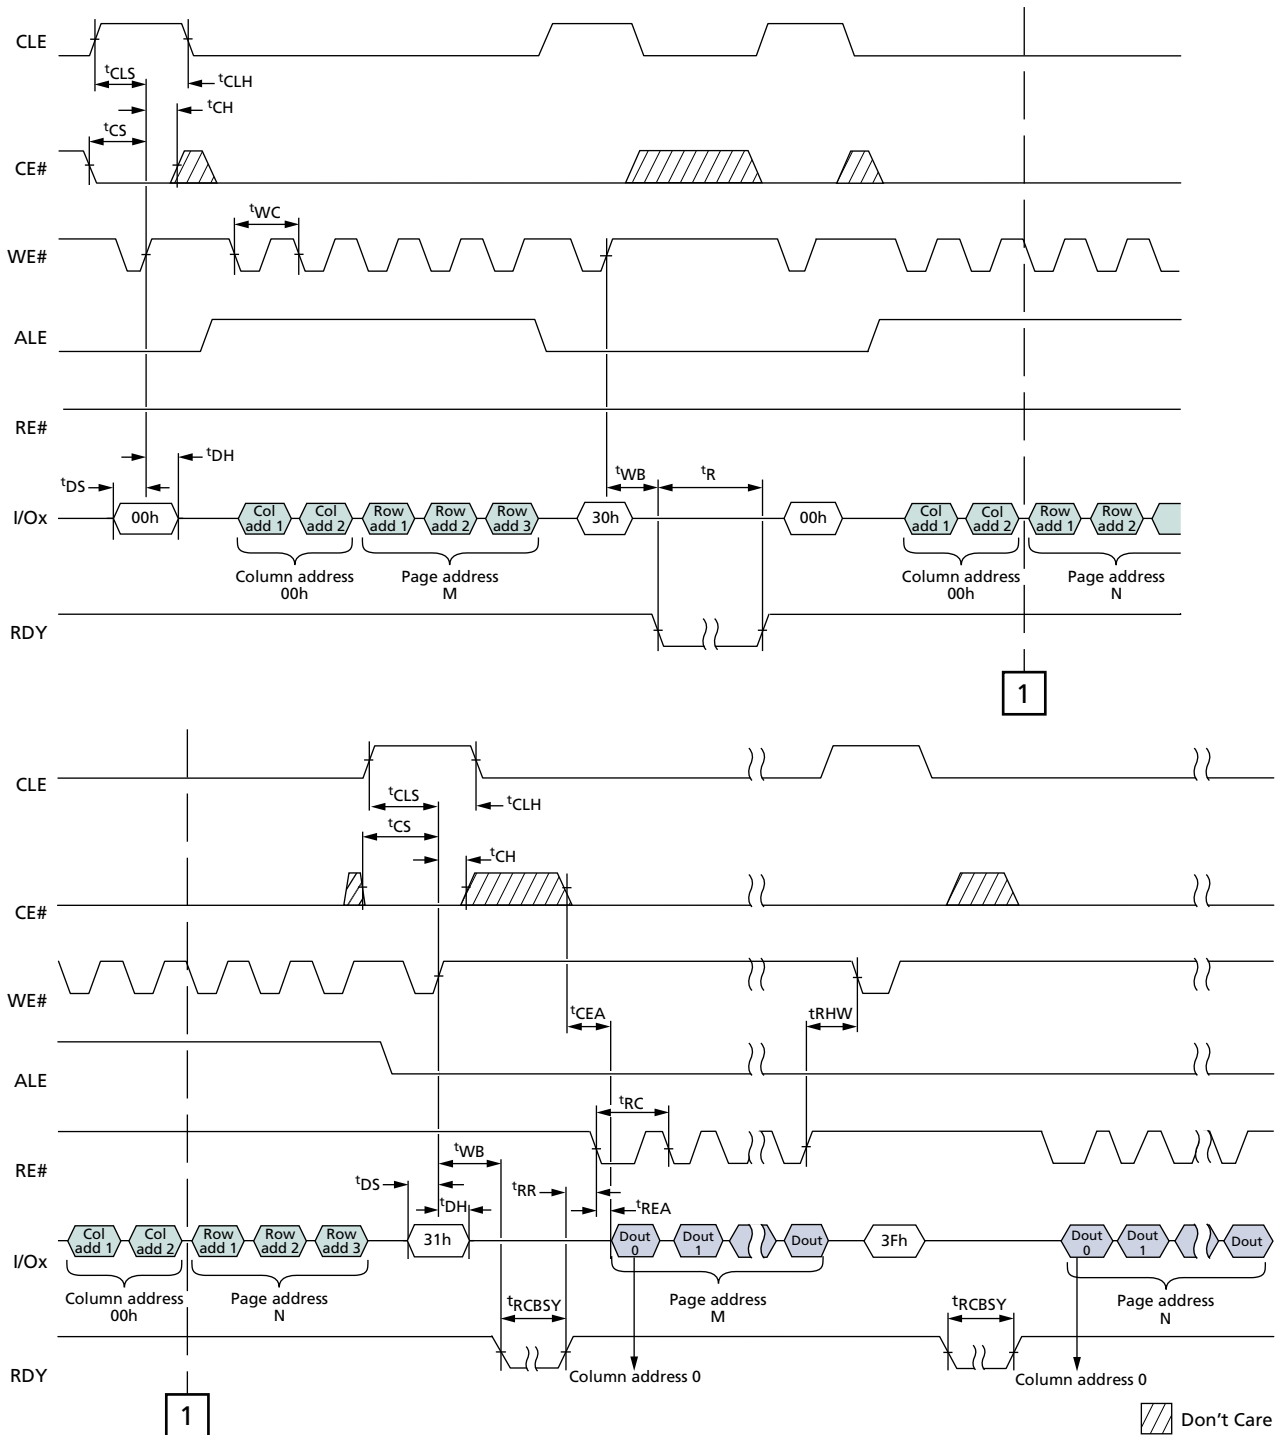 CLE
tCLS
tCLH
tCH
tCS
CE#
tWC
WE#
ALE
RE#
tDH
tDS
tWB
tR
I/Ox
00h
Col add 1
Col add 2
Row add 1
Row add 2
Row add 3
30h
00h
Col add 1
Col add 2
Row add 1
Row add 2
Column address 00h
Page address M
Column address 00h
Page address N
RDY
1
CLE
tCLS
tCLH
tCS
tCH
CE#
WE#
tCEA
tRHW
ALE
tRC
RE#
tWB
tDS
tRR
tDH
tREA
I/Ox
Col add 1
Col add 2
Row add 1
Row add 2
Row add 3
31h
Dout 0
Dout 1
Dout
3Fh
Dout 0
Dout 1
Dout
Column address 00h
Page address N
tRCBSY
Page address M
tRCBSY
Page address N
RDY
Column address 0
Column address 0
1
Don't Care